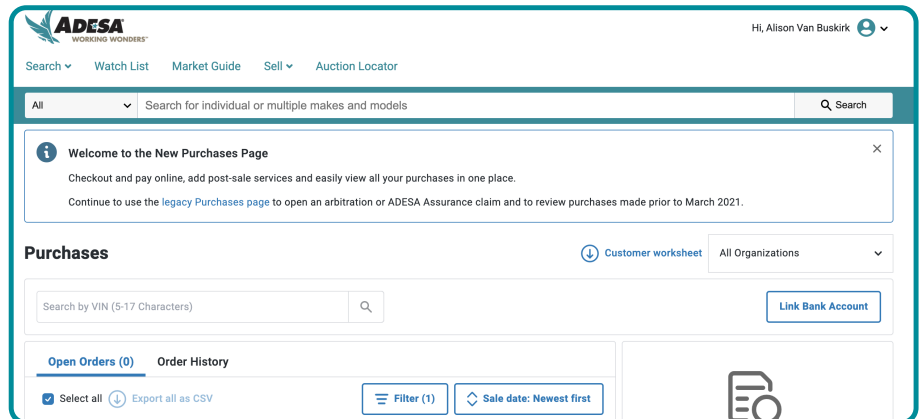 ADESA
WORKING WONDERS™
Hi, Alison Van Buskirk
Search Watch List Market Guide Sell Auction Locator
All Search for individual or multiple makes and models Search
Welcome to the New Purchases Page
Checkout and pay online, add post-sale services and easily view all your purchases in one place.
Continue to use the legacy Purchases page to open an arbitration or ADESA Assurance claim and to review purchases made prior to March 2021.
Purchases Customer worksheet All Organizations
Search by VIN (5-17 Characters) Link Bank Account
Open Orders (0) Order History
Select all Export all as CSV Filter (1) Sale date: Newest first